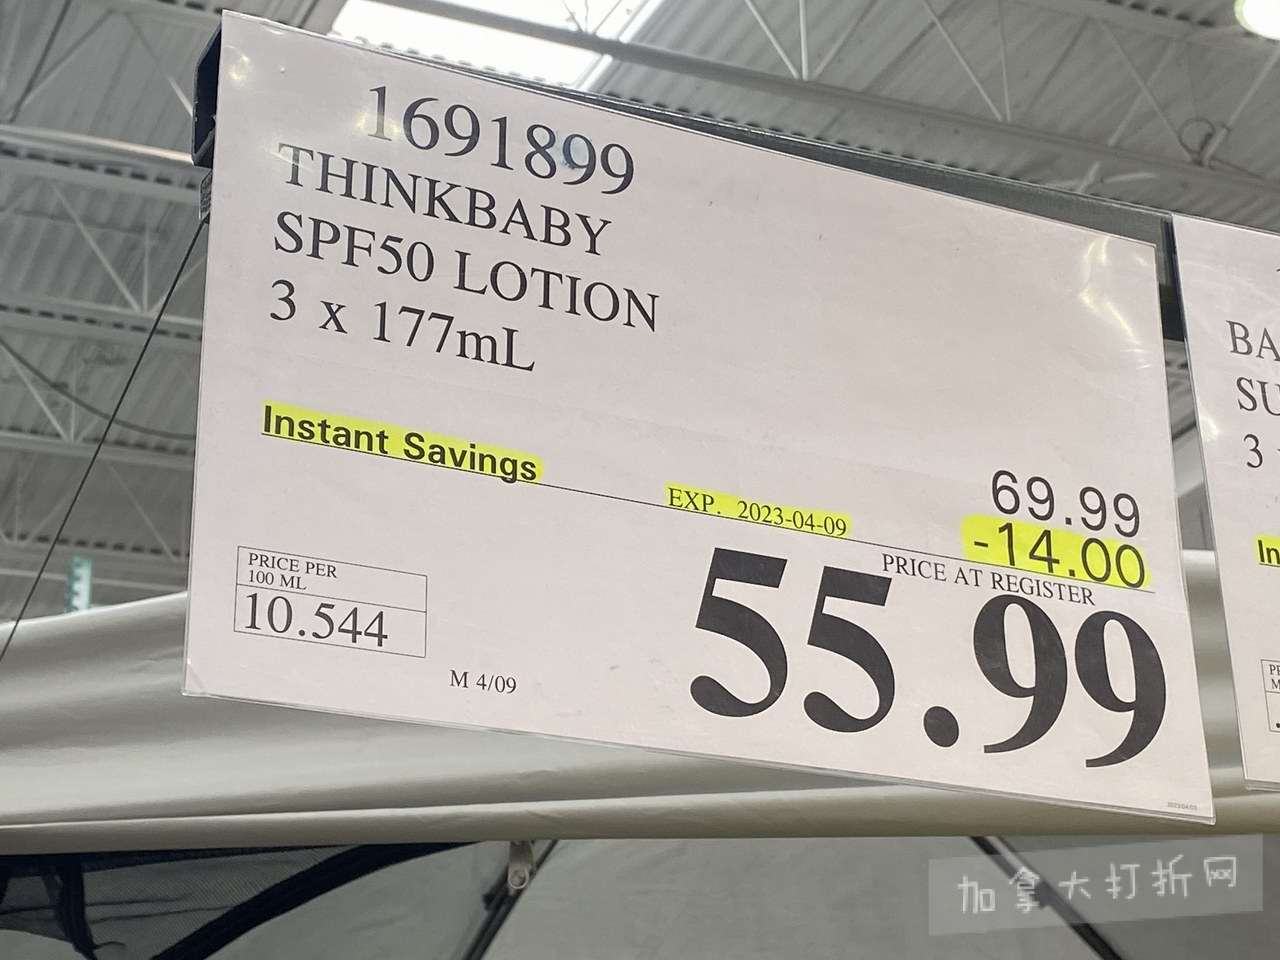 1691899
THINKBABY
SPF50 LOTION
3 x 177mL
Instant Savings
EXP. 2023-04-09
69.99
-14.00
PRICE AT REGISTER
55.99
PRICE PER
100 ML
10.544
M 4/09
BA
SU
3
In
加拿大打折网